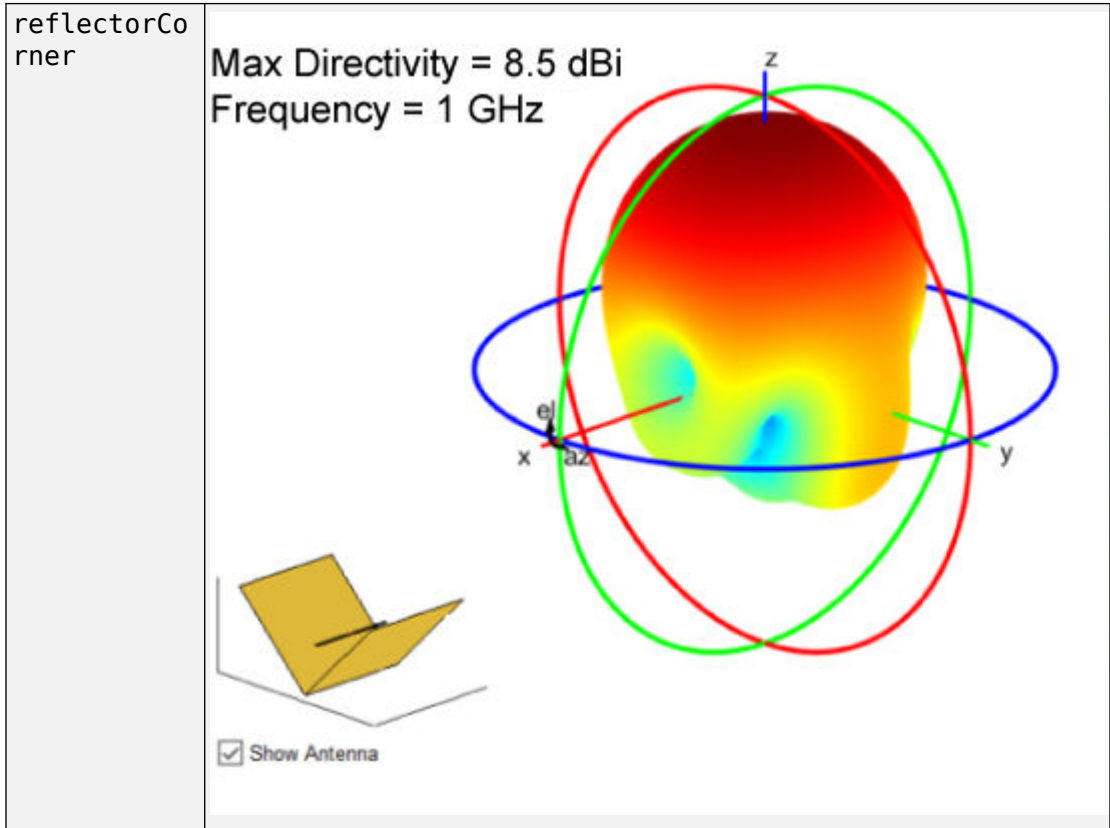 reflectorCo
rner
Max Directivity = 8.5 dBi
Frequency = 1 GHz
z
el
x
az
y
Show Antenna